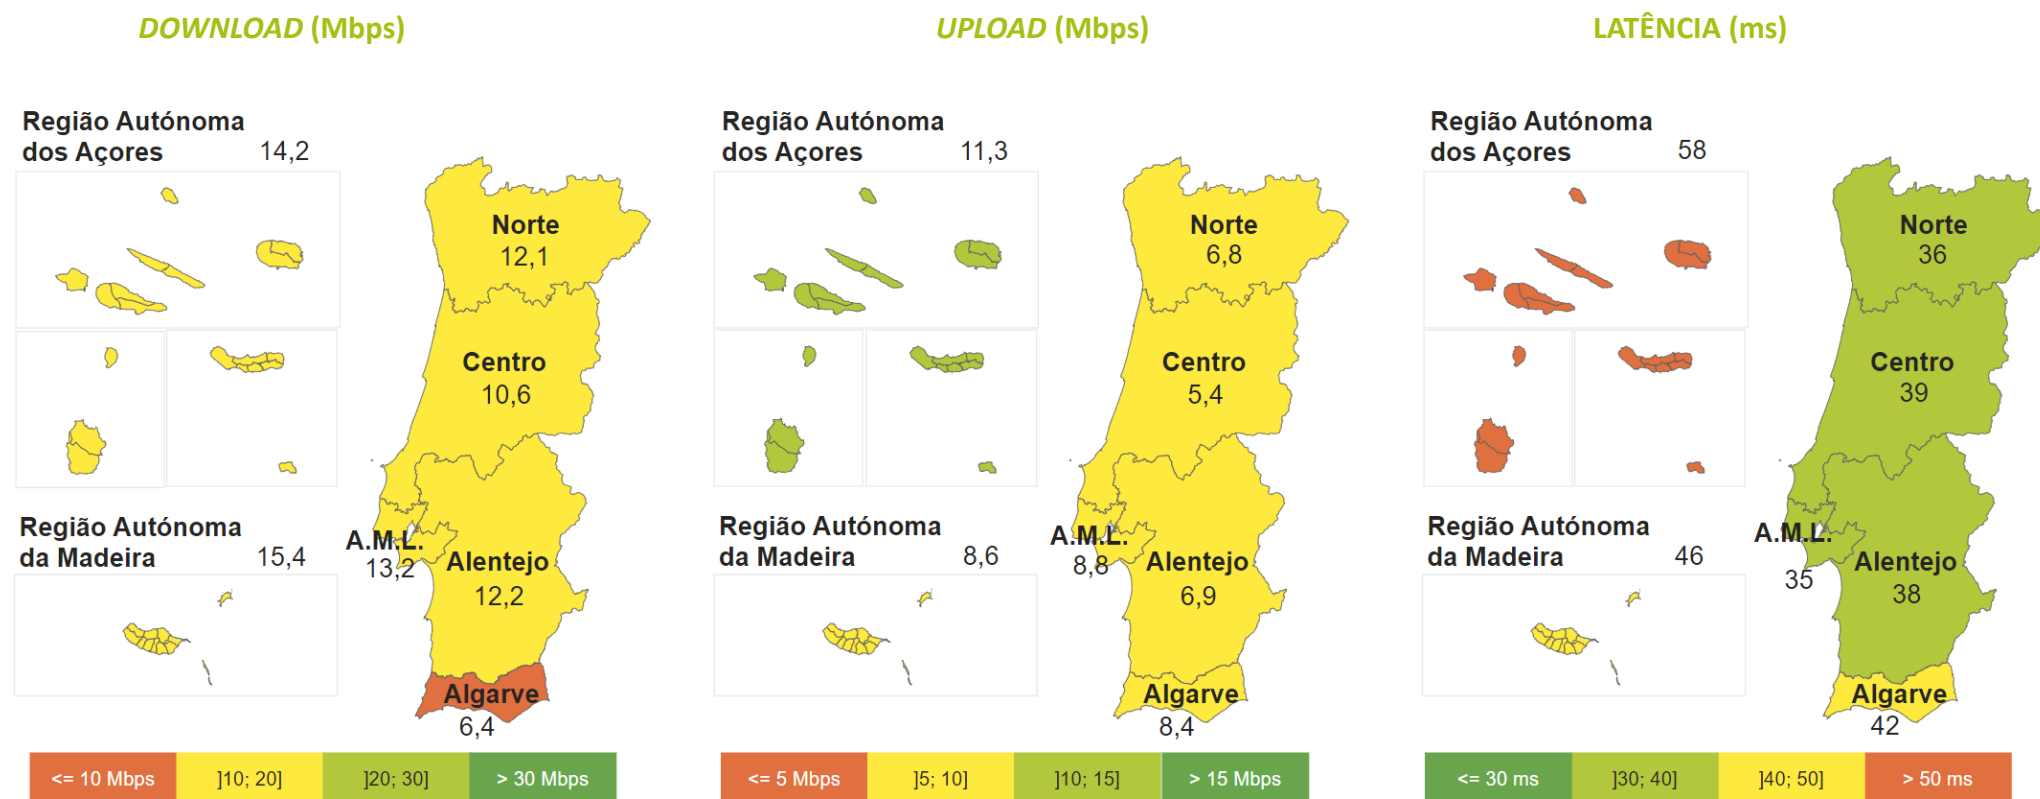 DOWNLOAD (Mbps)
Região Autónoma
dos Açores 14,2
Norte
12,1
Centro
10,6
Região Autónoma
da Madeira 15,4
A.M.L.
13,2
Alentejo
12,2
Algarve
6,4
<= 10 Mbps ]10; 20] ]20; 30] > 30 Mbps
UPLOAD (Mbps)
Região Autónoma
dos Açores 11,3
Norte
6,8
Centro
5,4
Região Autónoma
da Madeira 8,6
A.M.L.
8,8
Alentejo
6,9
Algarve
8,4
<= 5 Mbps ]5; 10] ]10; 15] > 15 Mbps
LATÊNCIA (ms)
Região Autónoma
dos Açores 58
Norte
36
Centro
39
Região Autónoma
da Madeira 46
A.M.L.
35
Alentejo
38
Algarve
42
<= 30 ms ]30; 40] ]40; 50] > 50 ms